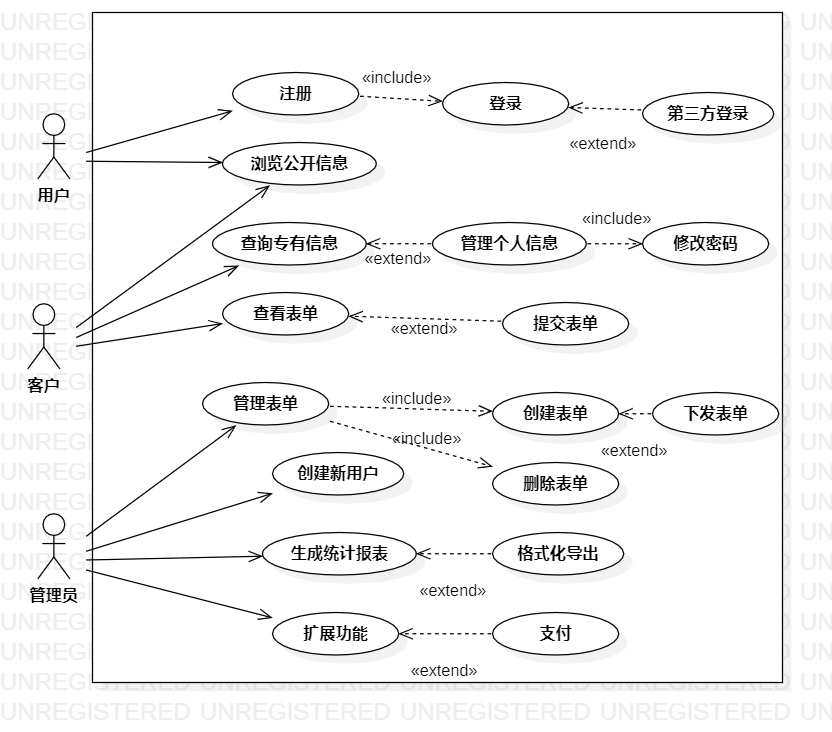 注册
«include»
登录
第三方登录
«extend»
用户
浏览公开信息
查询专有信息
«extend»
管理个人信息
«include»
修改密码
客户
查看表单
«extend»
提交表单
管理表单
«include»
创建表单
下发表单
«extend»
«include»
删除表单
创建新用户
管理员
生成统计报表
格式化导出
«extend»
扩展功能
支付
«extend»
UNREGISTERED UNREGISTERED UNREGISTERED UNREGISTERED